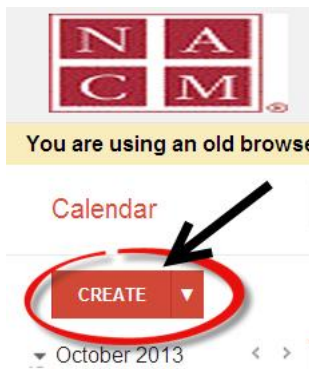 N A
C M ®
You are using an old browse
Calendar
CREATE
October 2013